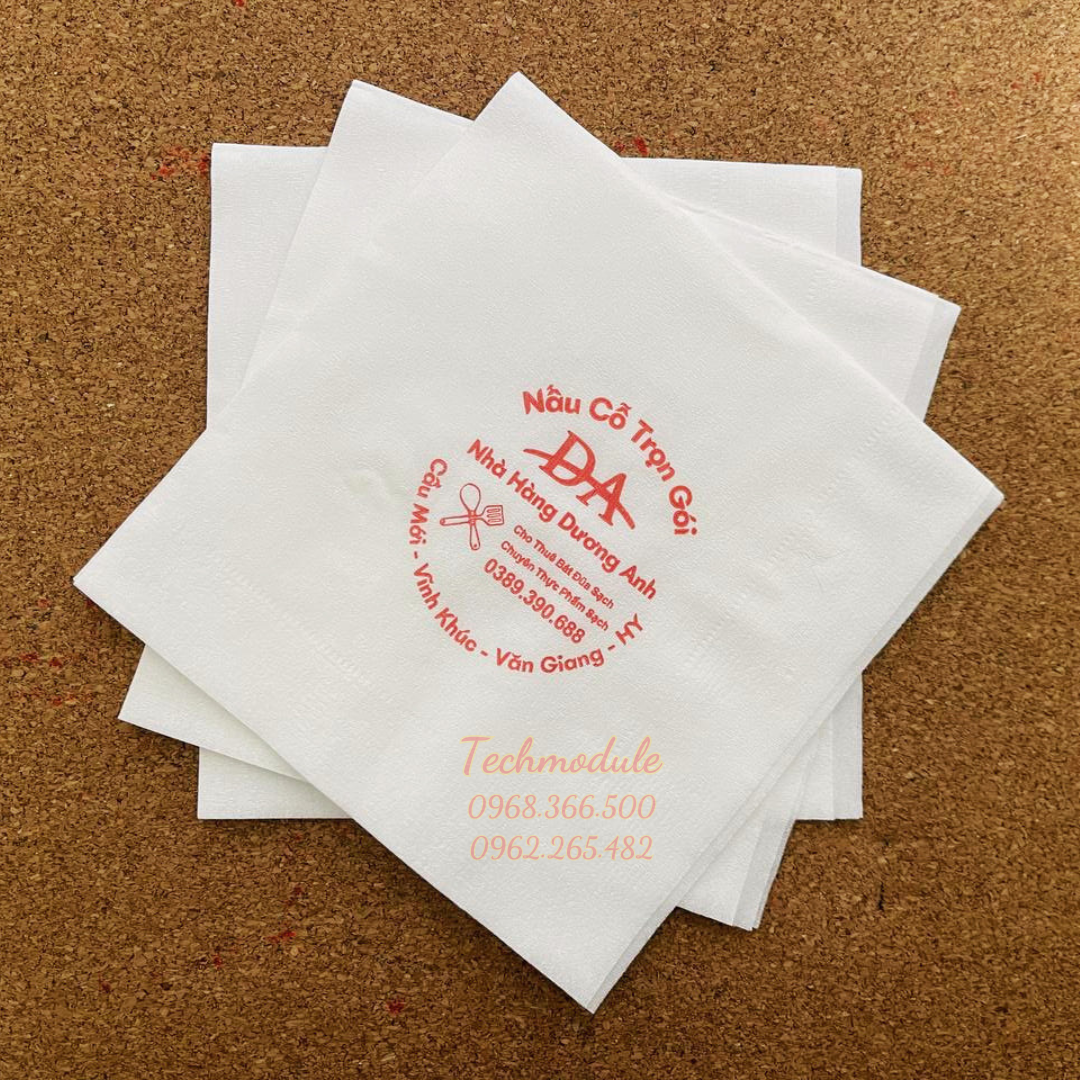 Nấu Cỗ Trọn Gói
DA
Nhà Hàng Dương Anh
Cho Thuê Bát Đũa Sạch
Chuyên Thực Phẩm Sạch
0389.390.688
Cầu Mới - Vĩnh Khúc - Văn Giang - HY
Techmodule
0968.366.500
0962.265.482